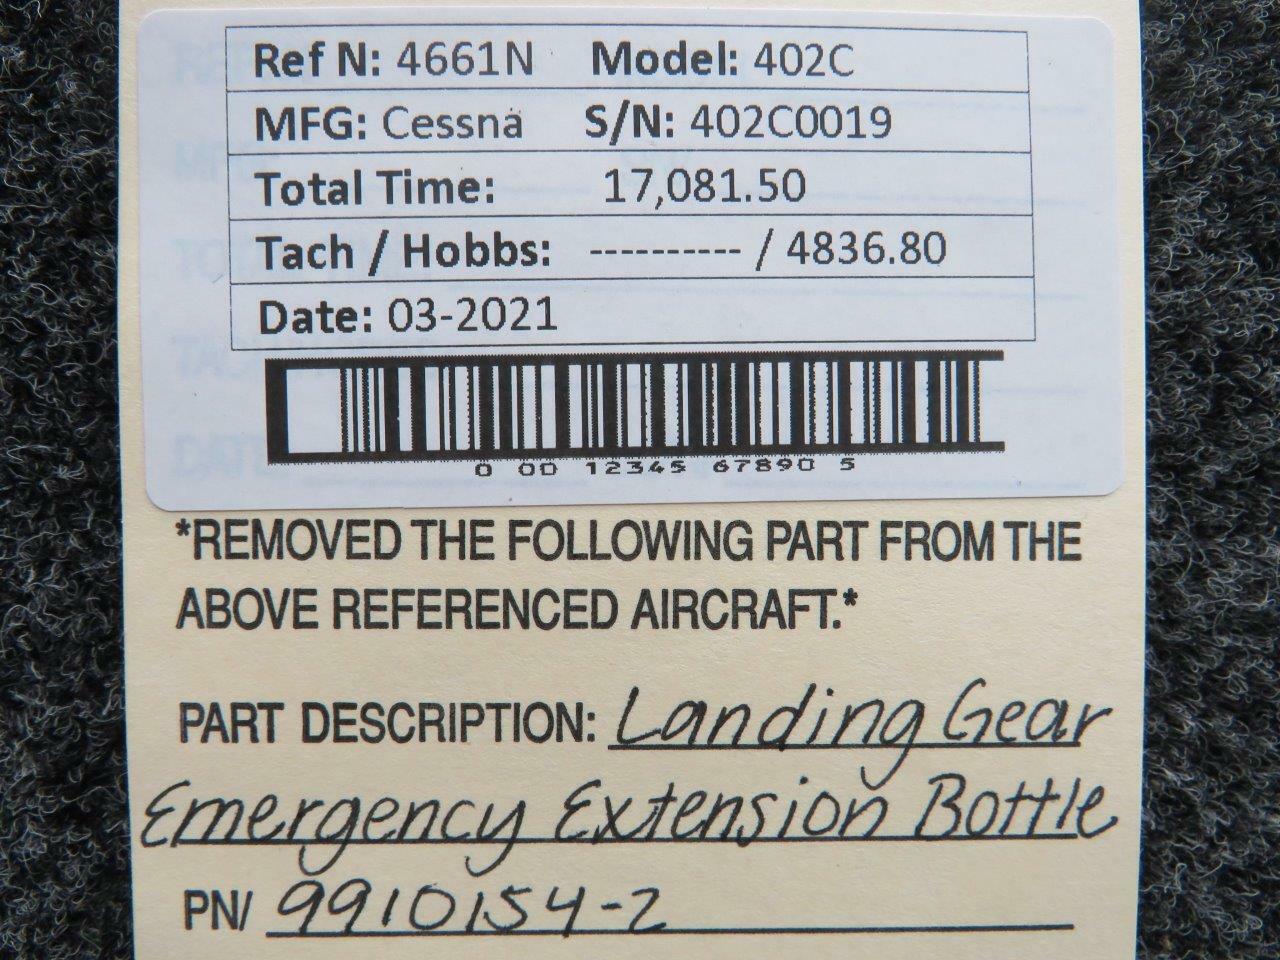 Ref N: 4661N Model: 402C
MFG: Cessna S/N: 402C0019
Total Time: 17,081.50
Tach / Hobbs: ---------- / 4836.80
Date: 03-2021
0 00 12345 67890 5
*REMOVED THE FOLLOWING PART FROM THE
ABOVE REFERENCED AIRCRAFT.*
PART DESCRIPTION: Landing Gear
Emergency Extension Bottle
PN/ 9910154-2